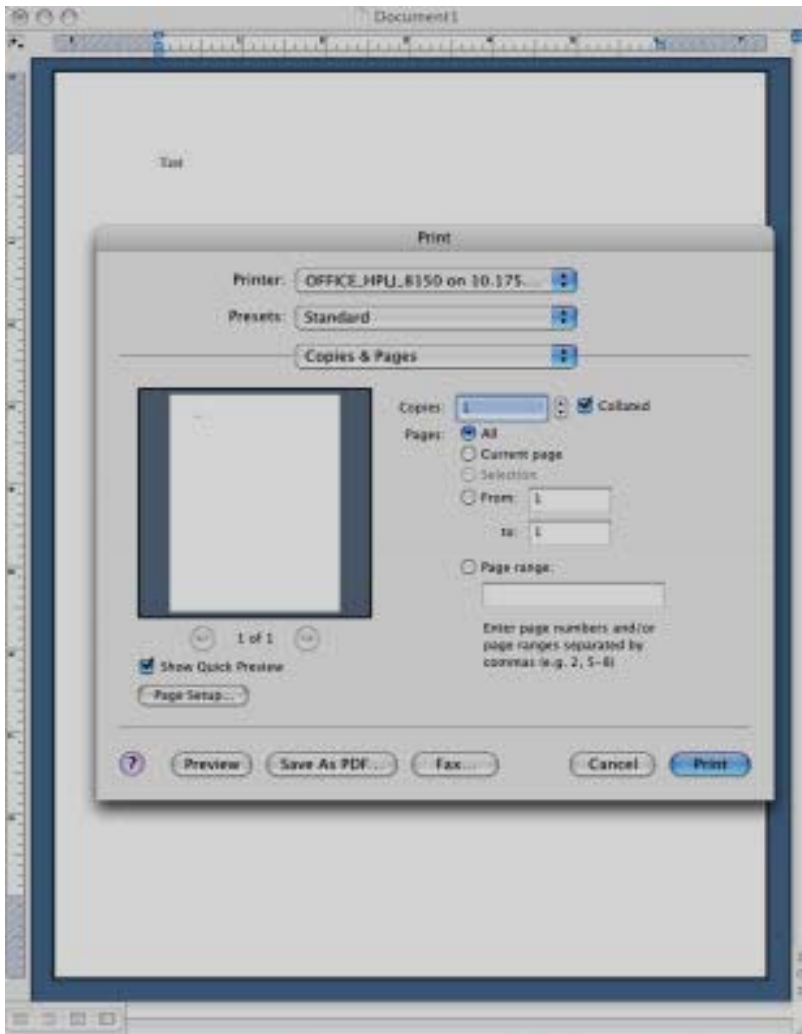 Document1
Test
Print
Printer: OFFICE_HPLJ_8150 on 10.175...
Presets: Standard
Copies & Pages
Copies: 1 Collated
Pages: All
Current page
Selection
From: 1
to: 1
Page range:
Enter page numbers and/or
page ranges separated by
commas (e.g. 2, 5-8)
1 of 1
Show Quick Preview
Page Setup...
? Preview Save As PDF... Fax... Cancel Print